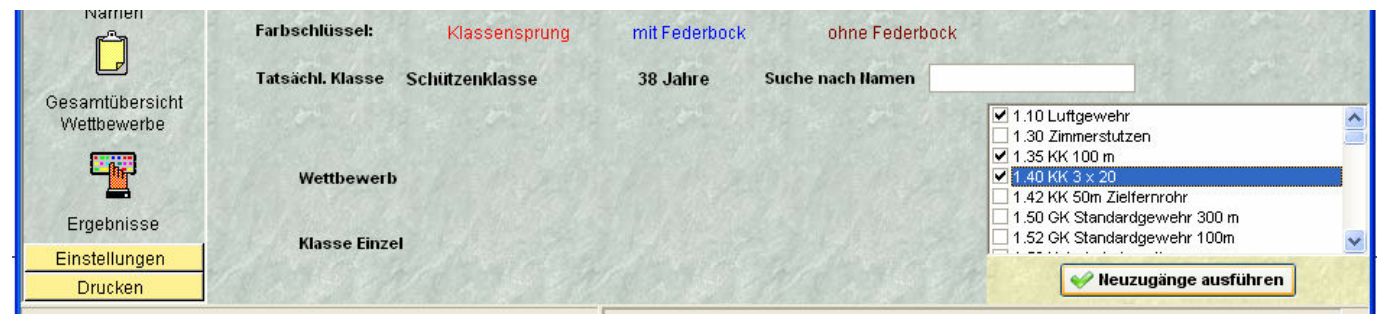 Namen
Gesamtübersicht
Wettbewerbe
Ergebnisse
Einstellungen
Drucken
Farbschlüssel: Klassensprung mit Federbock ohne Federbock
Tatsächl. Klasse Schützenklasse 38 Jahre Suche nach Namen
Wettbewerb
Klasse Einzel
1.10 Luftgewehr
1.30 Zimmerstutzen
1.35 KK 100 m
1.40 KK 3 x 20
1.42 KK 50m Zielfernrohr
1.50 GK Standardgewehr 300 m
1.52 GK Standardgewehr 100m
Neuzugänge ausführen